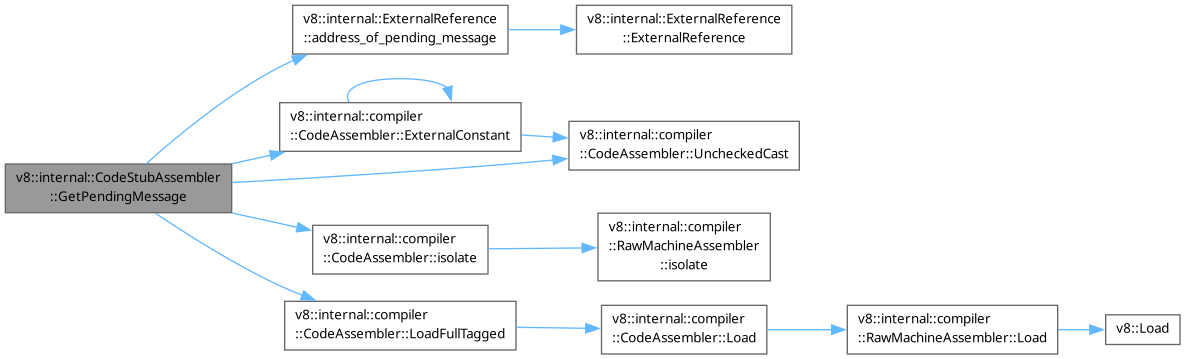 v8::internal::ExternalReference
::address_of_pending_message
v8::internal::ExternalReference
::ExternalReference
v8::internal::compiler
::CodeAssembler::ExternalConstant
v8::internal::compiler
::CodeAssembler::UncheckedCast
v8::internal::CodeStubAssembler
::GetPendingMessage
v8::internal::compiler
::CodeAssembler::isolate
v8::internal::compiler
::RawMachineAssembler
::isolate
v8::internal::compiler
::CodeAssembler::LoadFullTagged
v8::internal::compiler
::CodeAssembler::Load
v8::internal::compiler
::RawMachineAssembler::Load
v8::Load